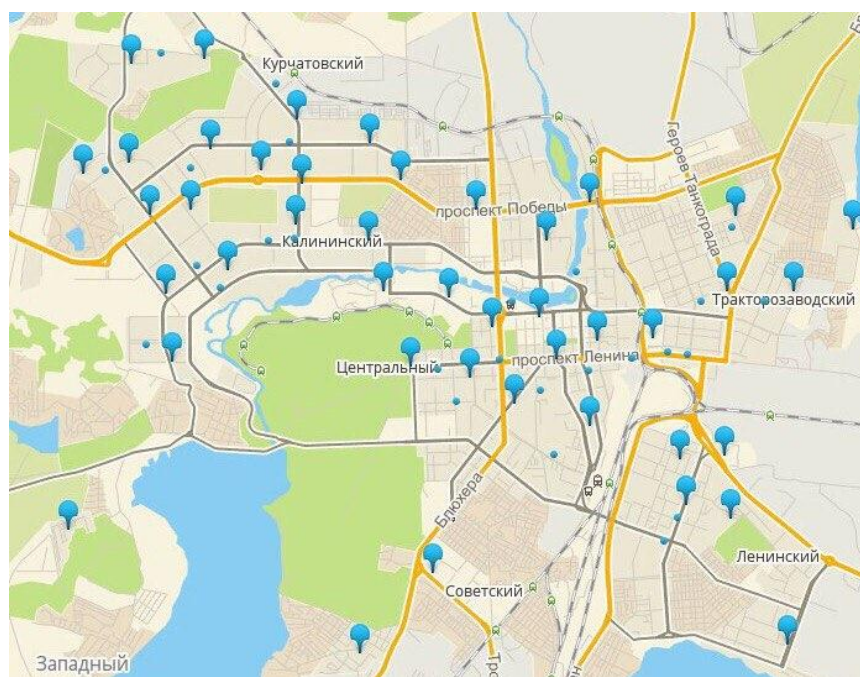 Курчатовский
Героев Танкограда
проспект Победы
Калининский
Тракторозаводский
проспект Ленина
Центральный
Блюхера
Ленинский
Советский
Западный